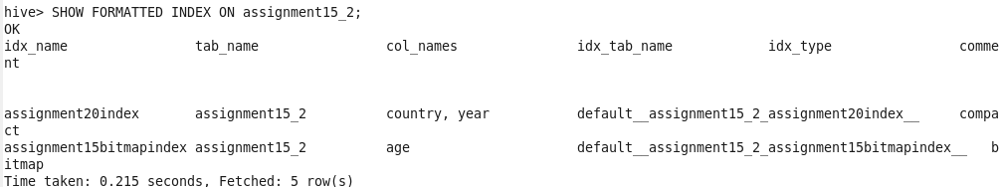 hive> SHOW FORMATTED INDEX ON assignment15_2;
OK
idx_name                tab_name                col_names               idx_tab_name            idx_type                comme
nt
assignment20index       assignment15_2          country, year           default__assignment15_2_assignment20index__     compa
ct
assignment15bitmapindex assignment15_2          age                     default__assignment15_2_assignment15bitmapindex__   b
itmap
Time taken: 0.215 seconds, Fetched: 5 row(s)